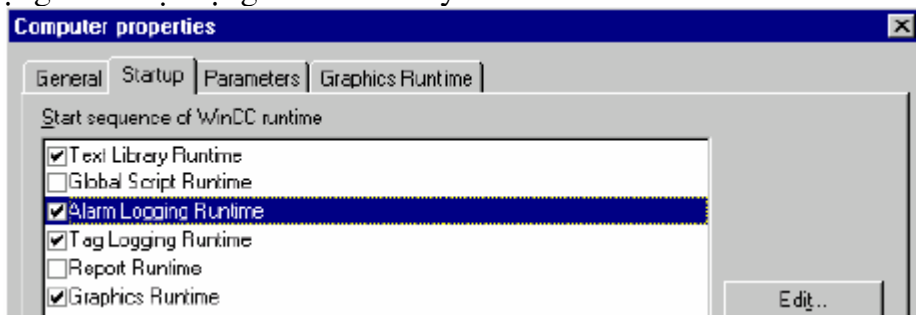 Computer properties
General Startup Parameters Graphics Runtime
Start sequence of WinCC runtime
Text Library Runtime
Global Script Runtime
Alarm Logging Runtime
Tag Logging Runtime
Report Runtime
Graphics Runtime
Edit...